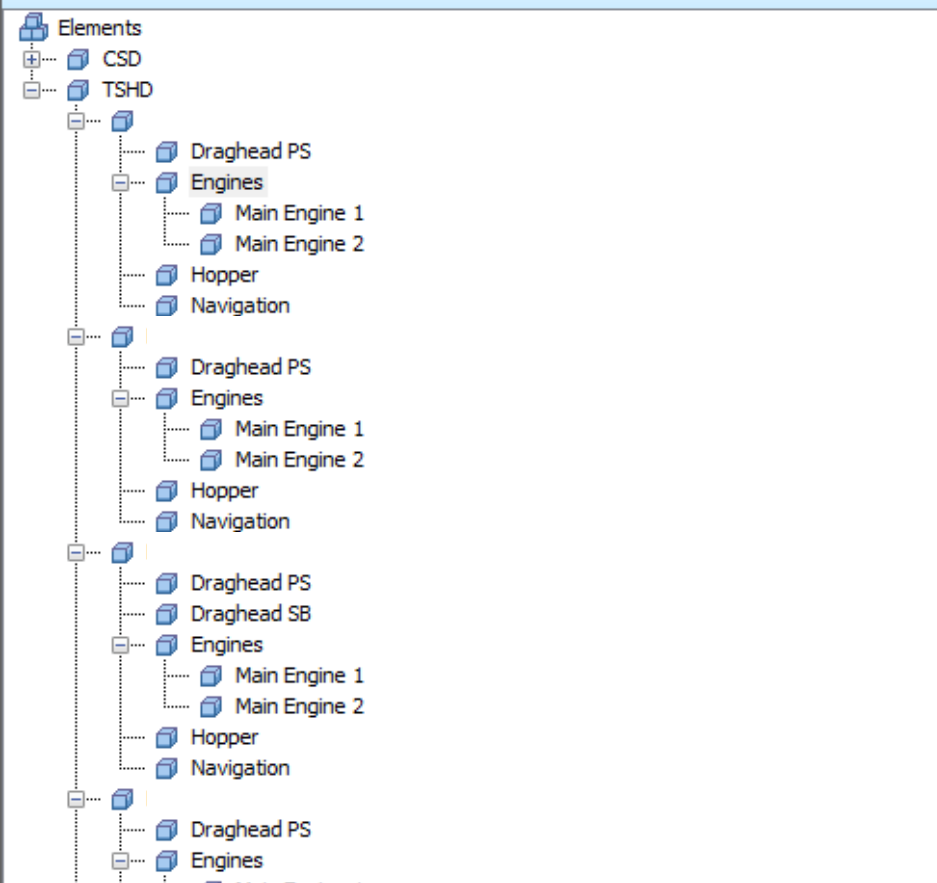 Elements
CSD
TSHD
Draghead PS
Engines
Main Engine 1
Main Engine 2
Hopper
Navigation
Draghead PS
Engines
Main Engine 1
Main Engine 2
Hopper
Navigation
Draghead PS
Draghead SB
Engines
Main Engine 1
Main Engine 2
Hopper
Navigation
Draghead PS
Engines